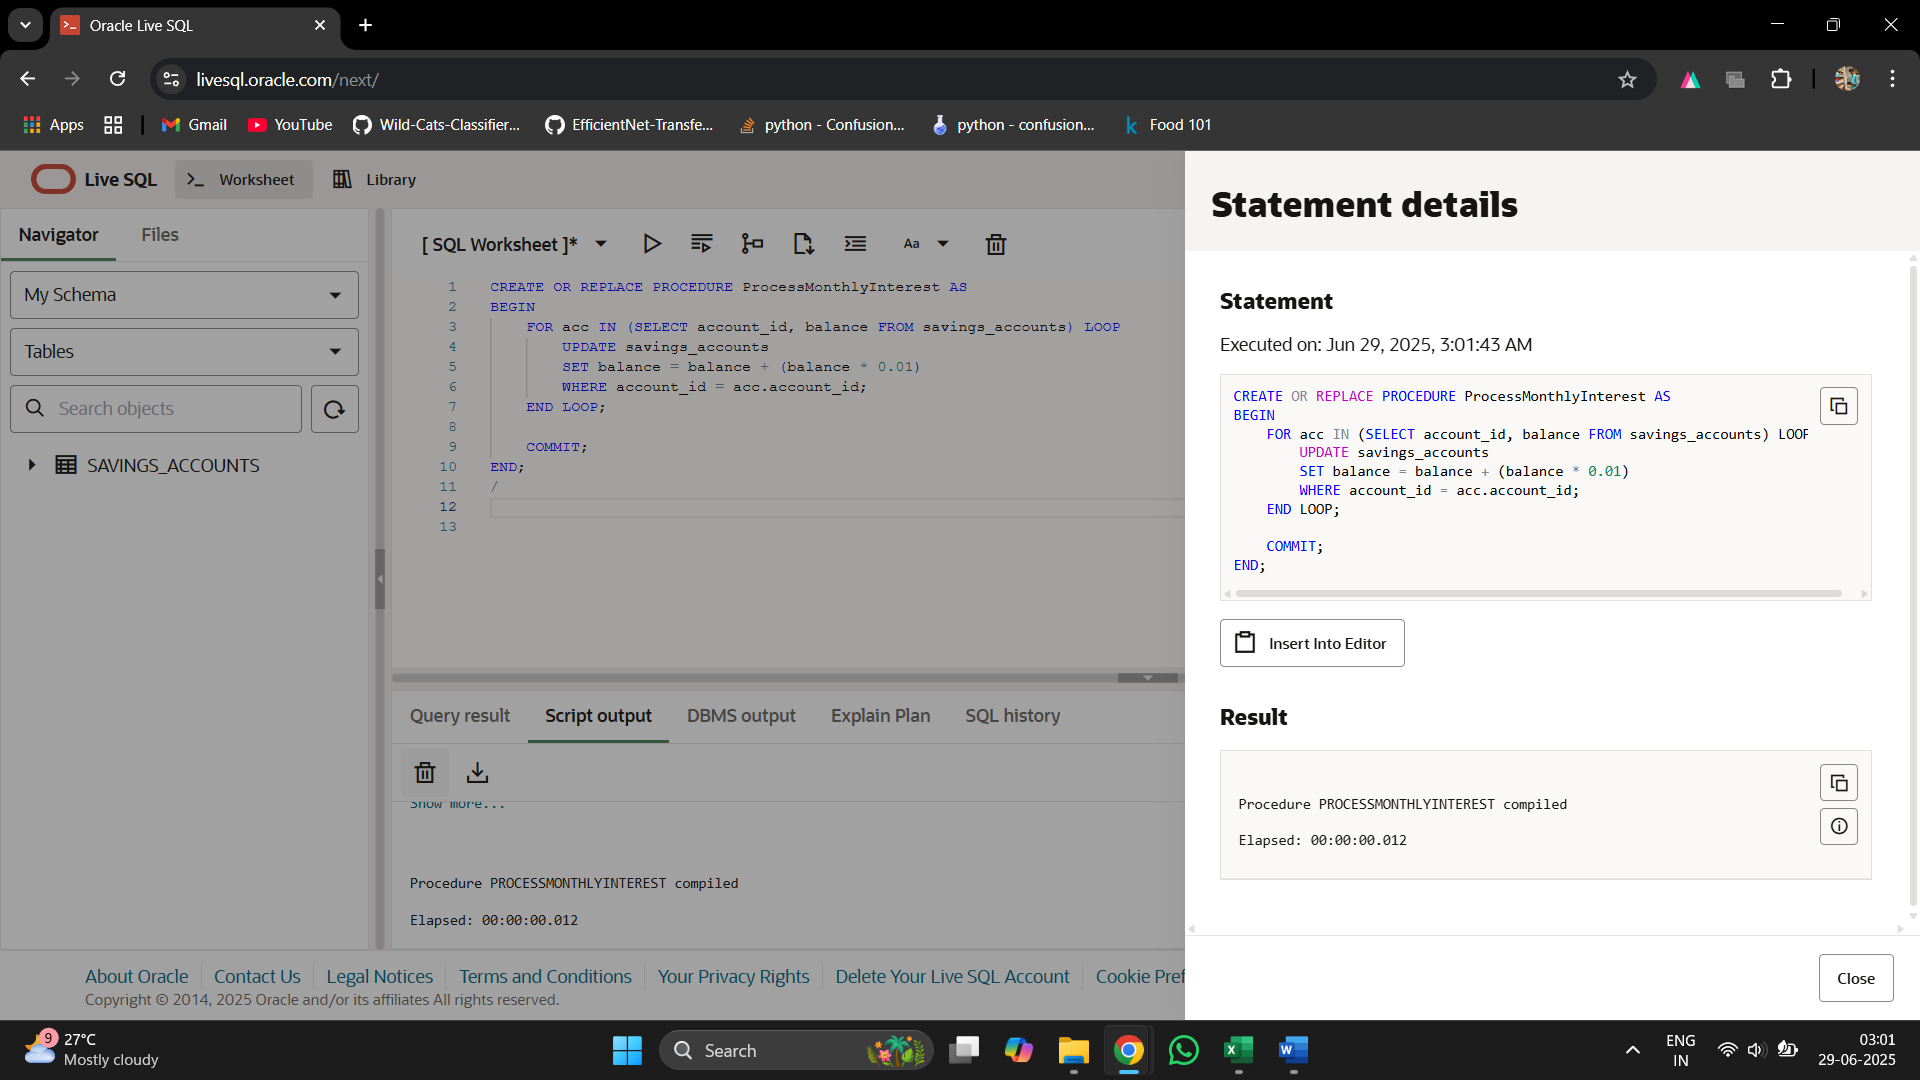 Oracle Live SQL
livesql.oracle.com/next/
Apps
Gmail
YouTube
Wild-Cats-Classifier...
EfficientNet-Transfe...
python - Confusion...
python - confusion...
k Food 101
Live SQL
>_ Worksheet
Library
Navigator
Files
My Schema
Tables
Search objects
SAVINGS_ACCOUNTS
[ SQL Worksheet ]*
Aa
1 CREATE OR REPLACE PROCEDURE ProcessMonthlyInterest AS
2 BEGIN
3 FOR acc IN (SELECT account_id, balance FROM savings_accounts) LOOP
4 UPDATE savings_accounts
5 SET balance = balance + (balance * 0.01)
6 WHERE account_id = acc.account_id;
7 END LOOP;
8
9 COMMIT;
10 END;
11 /
12
13
Query result
Script output
DBMS output
Explain Plan
SQL history
Show more...
Procedure PROCESSMONTHLYINTEREST compiled
Elapsed: 00:00:00.012
Statement details
Statement
Executed on: Jun 29, 2025, 3:01:43 AM
CREATE OR REPLACE PROCEDURE ProcessMonthlyInterest AS
BEGIN
FOR acc IN (SELECT account_id, balance FROM savings_accounts) LOOP
UPDATE savings_accounts
SET balance = balance + (balance * 0.01)
WHERE account_id = acc.account_id;
END LOOP;
COMMIT;
END;
Insert Into Editor
Result
Procedure PROCESSMONTHLYINTEREST compiled
Elapsed: 00:00:00.012
Close
About Oracle
Contact Us
Legal Notices
Terms and Conditions
Your Privacy Rights
Delete Your Live SQL Account
Cookie Pref
Copyright © 2014, 2025 Oracle and/or its affiliates All rights reserved.
9
27°C
Mostly cloudy
Search
X
W
ENG
IN
03:01
29-06-2025